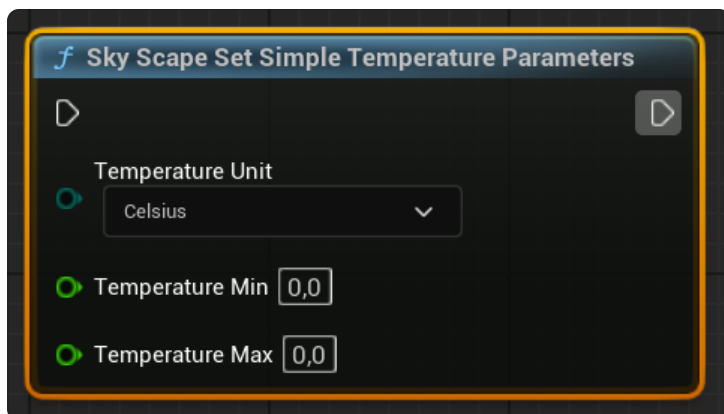 f Sky Scape Set Simple Temperature Parameters
Temperature Unit
Celsius
Temperature Min 0,0
Temperature Max 0,0